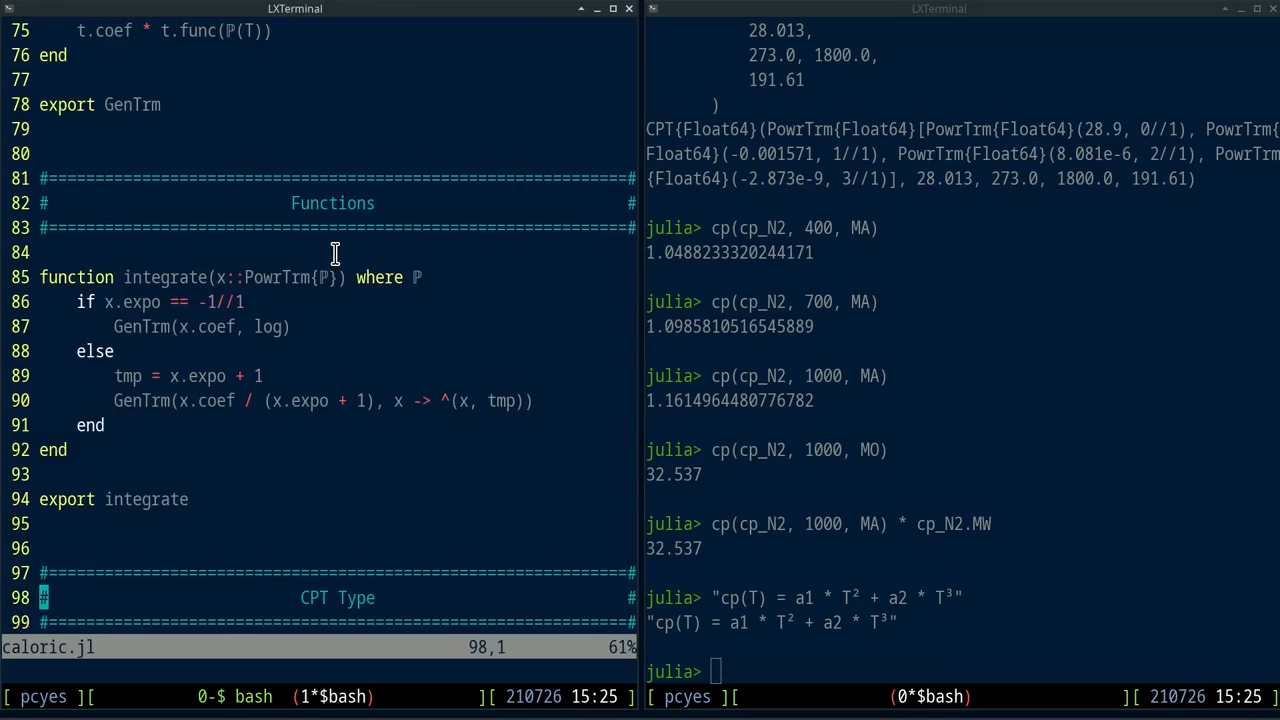 LXTerminal
75     t.coef * t.func(ℙ(T))
76 end
77
78 export GenTrm
79
80
81 #===============================================================#
82 #                          Functions                            #
83 #===============================================================#
84
85 function integrate(x::PowrTrm{ℙ}) where ℙ
86     if x.expo == -1//1
87         GenTrm(x.coef, log)
88     else
89         tmp = x.expo + 1
90         GenTrm(x.coef / (x.expo + 1), x -> ^(x, tmp))
91     end
92 end
93
94 export integrate
95
96
97 #===============================================================#
98 #                           CPT Type                            #
99 #===============================================================#
caloric.jl                                98,1           61%
[ pcyes ][           0-$ bash  (1*$bash)            ][ 210726 15:25 ]
LXTerminal
28.013,
273.0, 1800.0,
191.61
)
CPT{Float64}(PowrTrm{Float64}[PowrTrm{Float64}(28.9, 0//1), PowrTrm{
Float64}(-0.001571, 1//1), PowrTrm{Float64}(8.081e-6, 2//1), PowrTrm
{Float64}(-2.873e-9, 3//1)], 28.013, 273.0, 1800.0, 191.61)
julia> cp(cp_N2, 400, MA)
1.0488233320244171
julia> cp(cp_N2, 700, MA)
1.0985810516545889
julia> cp(cp_N2, 1000, MA)
1.1614964480776782
julia> cp(cp_N2, 1000, MO)
32.537
julia> cp(cp_N2, 1000, MA) * cp_N2.MW
32.537
julia> "cp(T) = a1 * T² + a2 * T³"
"cp(T) = a1 * T² + a2 * T³"
julia>
[ pcyes ][                 (0*$bash)                 ][ 210726 15:25 ]